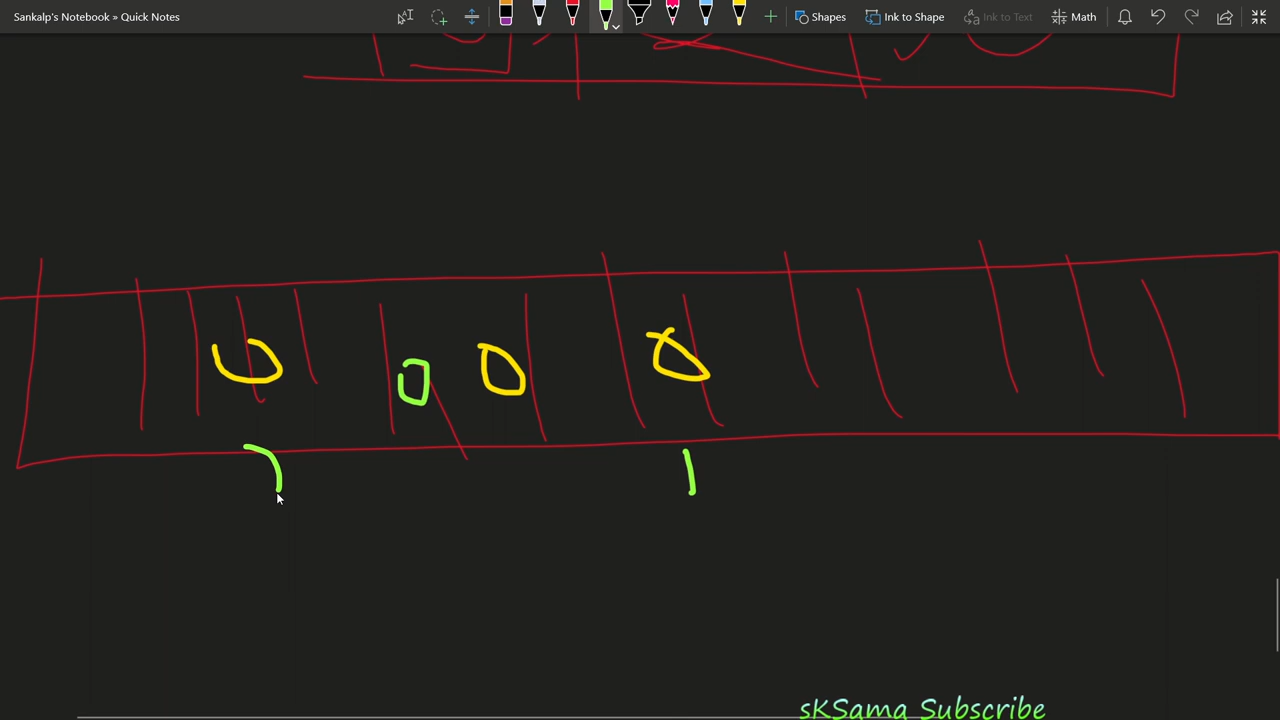 Sankalp's Notebook » Quick Notes
Shapes
Ink to Shape
Ink to Text
Math
sKSama Subscribe